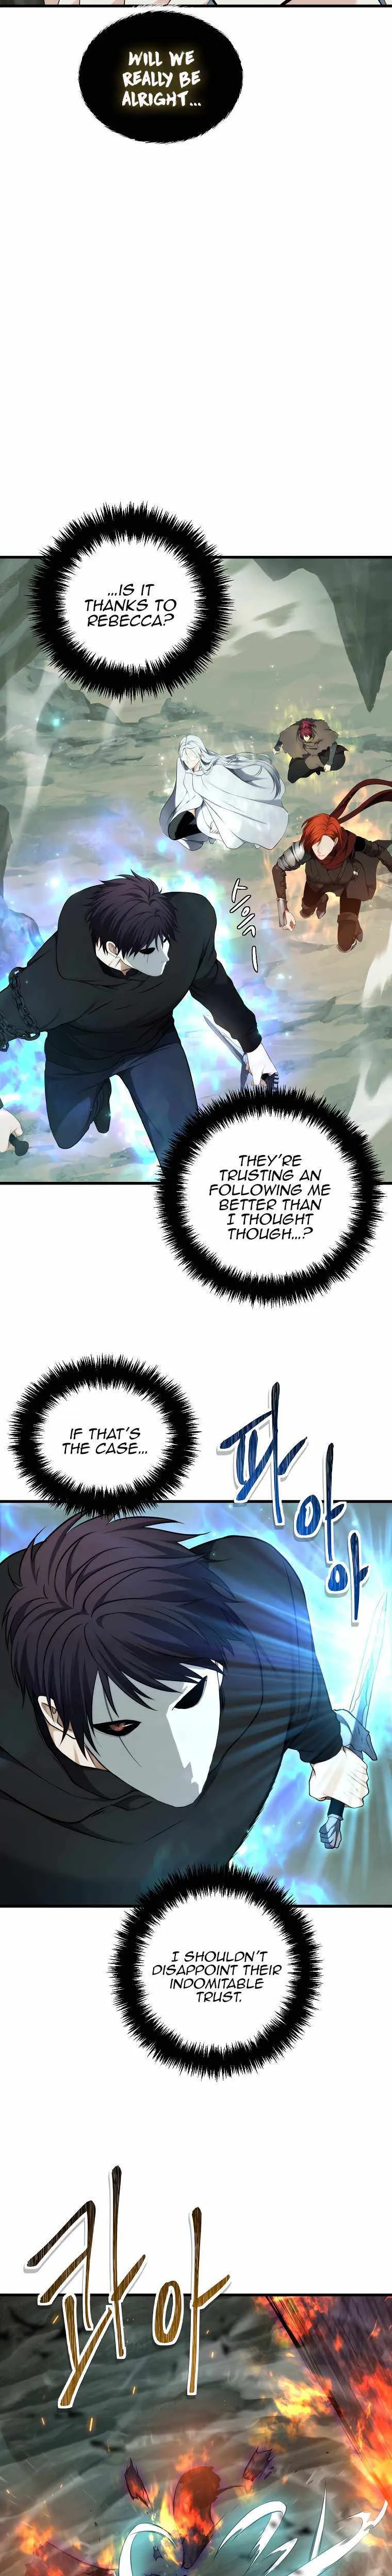 WILL WE
REALLY BE
ALRIGHT...
...IS IT
THANKS TO
REBECCA?
THEY'RE
TRUSTING AN
FOLLOWING ME
BETTER THAN
I THOUGHT
THOUGH...?
IF THAT'S
THE CASE...
I SHOULDN'T
DISAPPOINT THEIR
INDOMITABLE
TRUST.